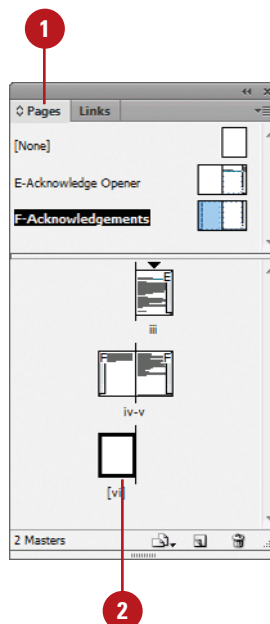 1
Pages Links
[None]
E-Acknowledge Opener
F-Acknowledgements
E
iii
F F
iv-v
[vi]
2 Masters
2